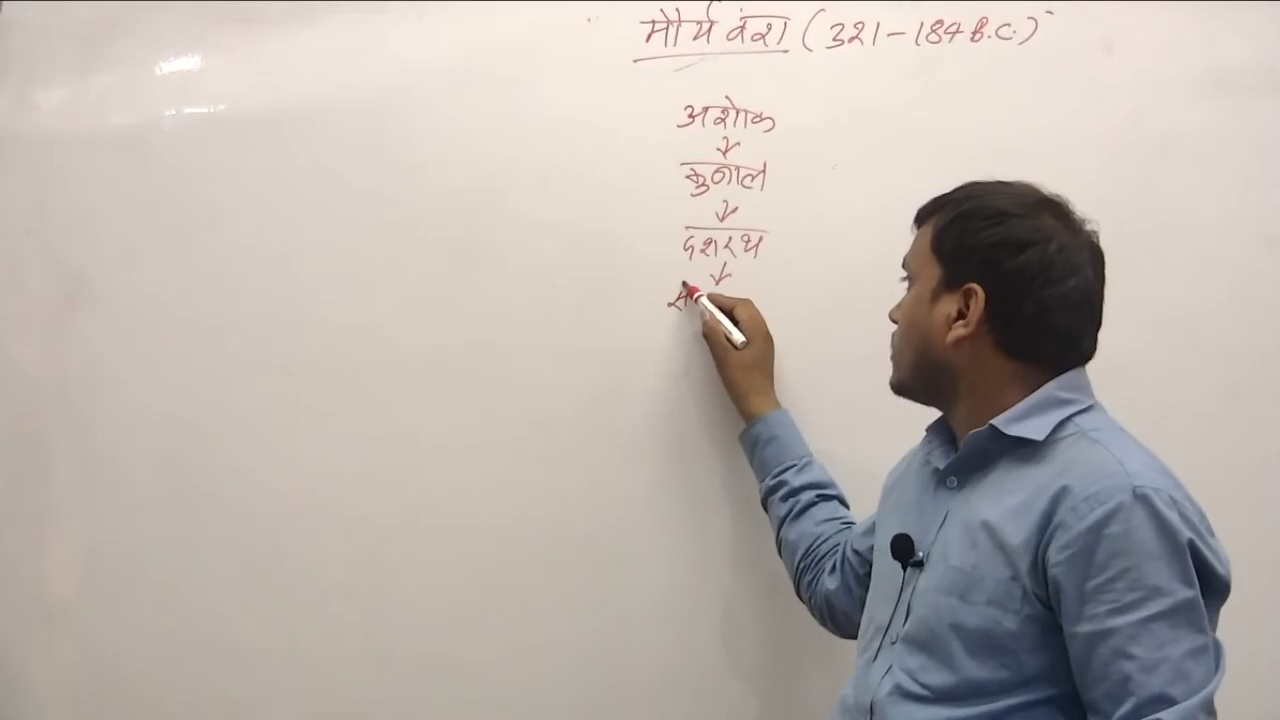 मौर्य वंश (321-184 B.C.)
अशोक
कुनाल
दशरथ
स